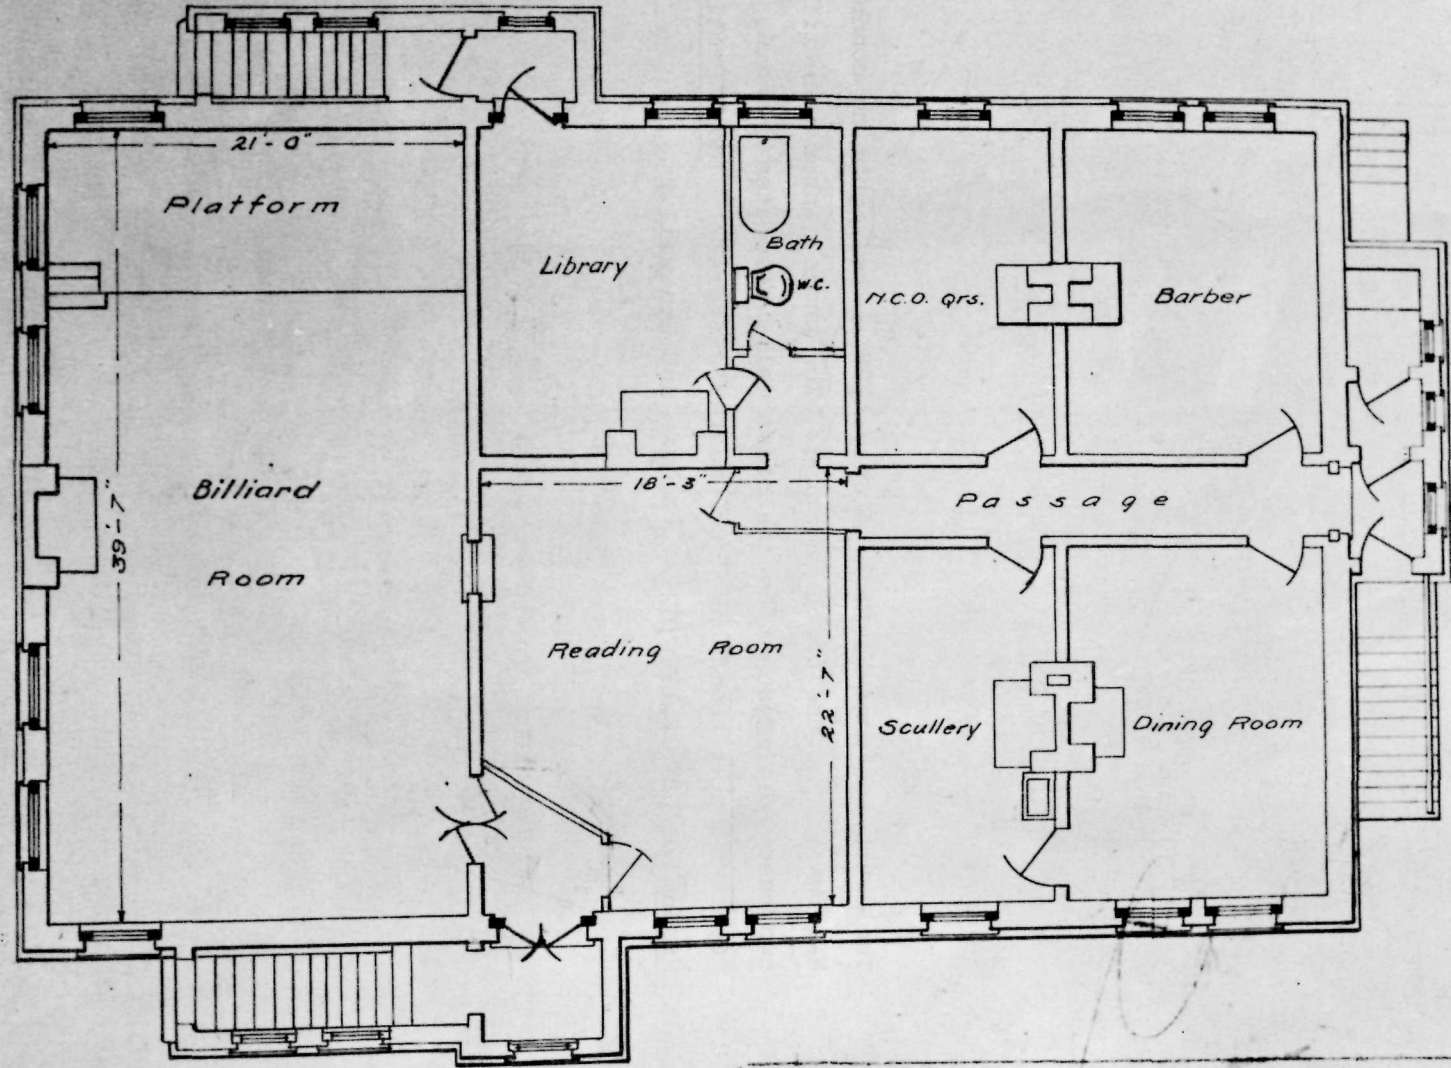 21'-0"
Platform
Library
Bath
W.C.
N.C.O. Qrs.
Barber
Billiard
Room
39'-7"
18'-3"
Passage
Reading Room
22'-7"
Scullery
Dining Room